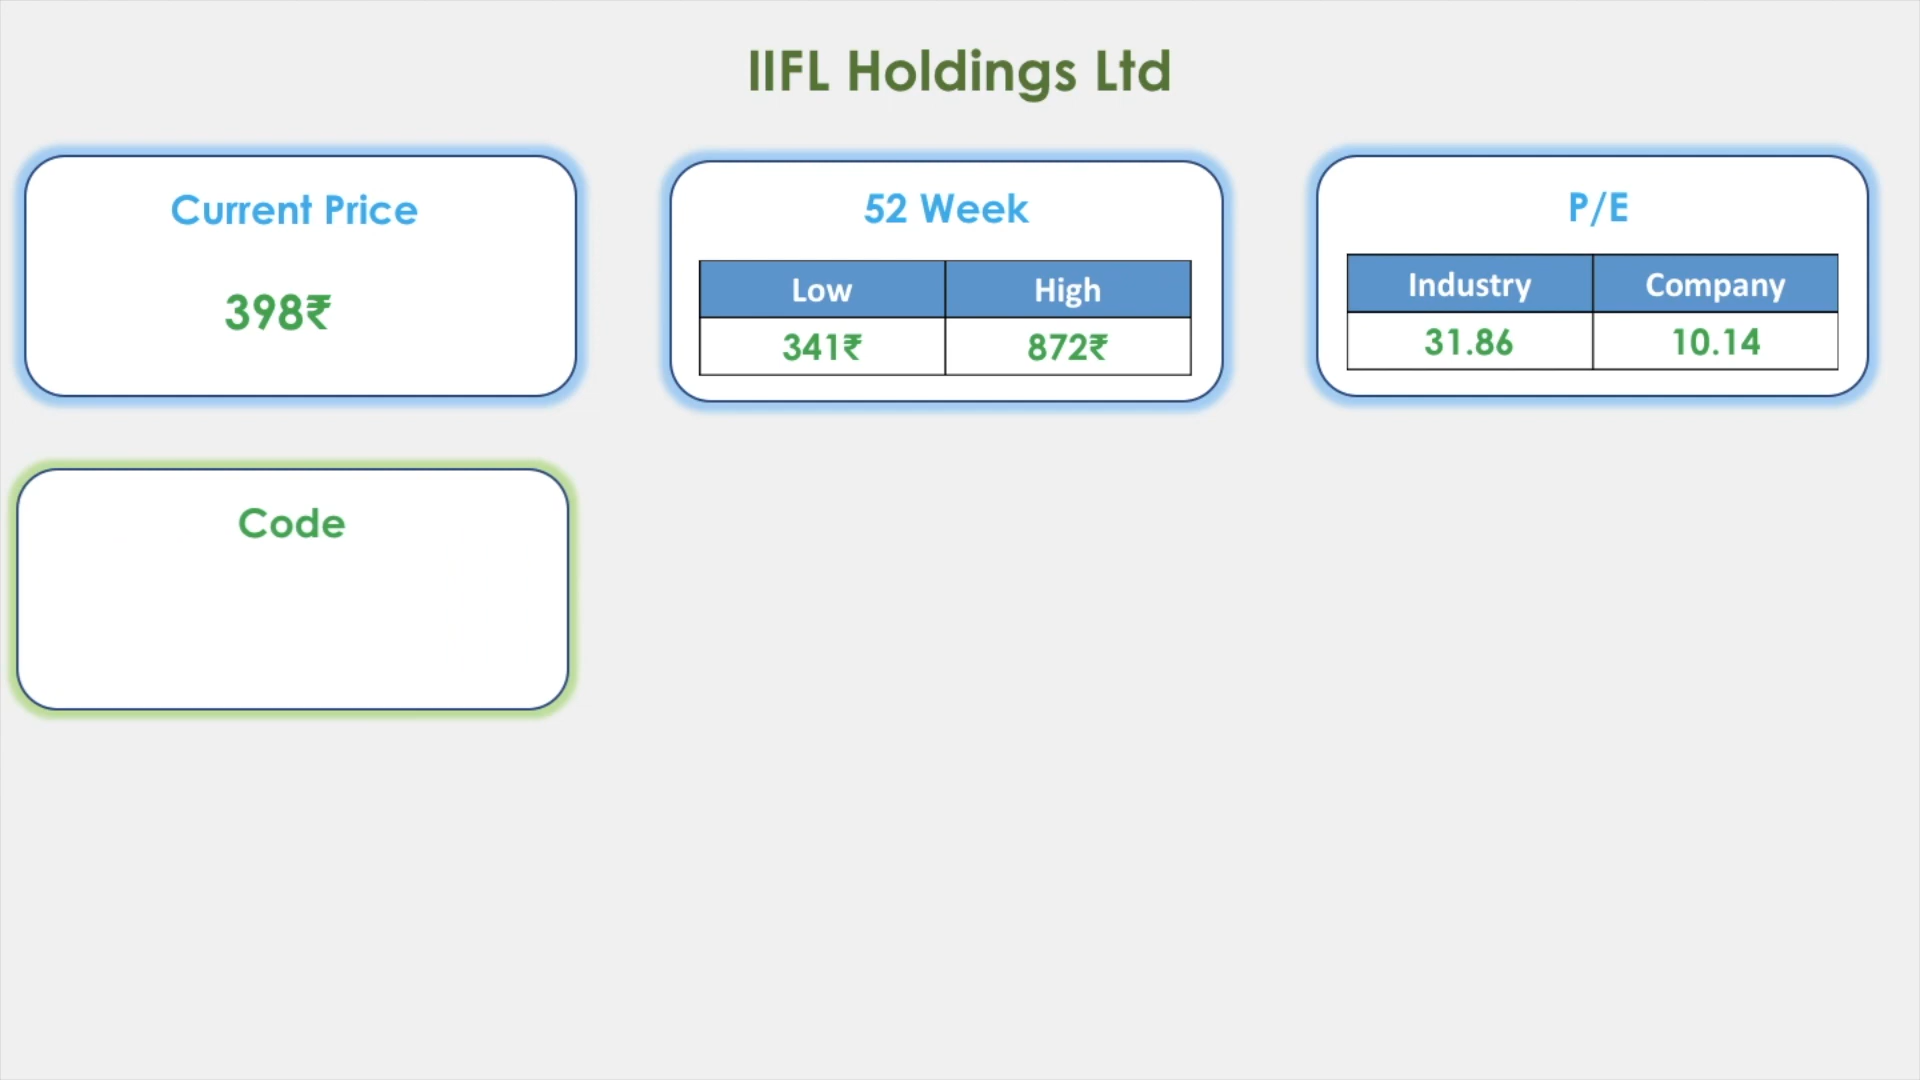 IIFL Holdings Ltd
Current Price
398₹
52 Week
Low High
341₹ 872₹
P/E
Industry Company
31.86 10.14
Code